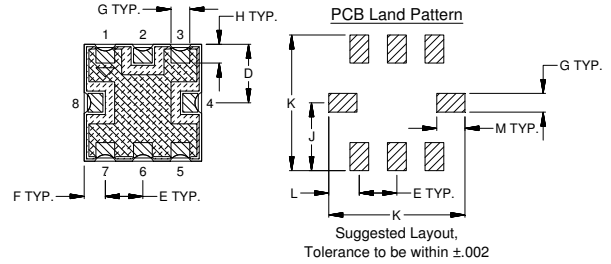 G TYP.
H TYP.
PCB Land Pattern
1 2 3
D
G TYP.
8
4
K
J
M TYP.
7 6 5
F TYP.
E TYP.
L
E TYP.
K
Suggested Layout,
Tolerance to be within ±.002